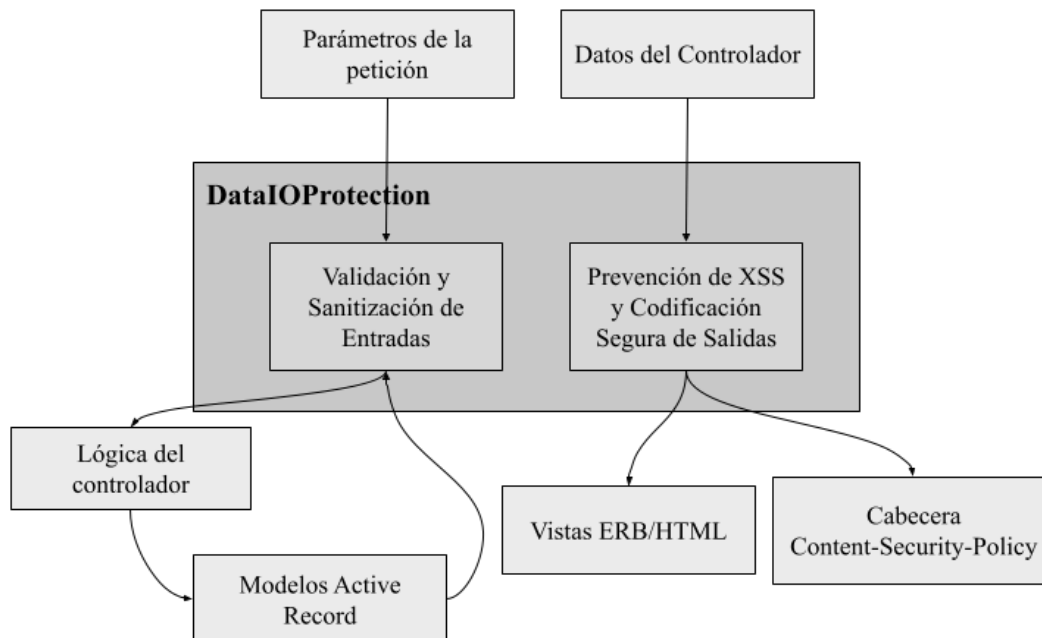 Parámetros de la
petición
Datos del Controlador
DataIOProtection
Validación y
Sanitización de
Entradas
Prevención de XSS
y Codificación
Segura de Salidas
Lógica del
controlador
Vistas ERB/HTML
Cabecera
Content-Security-Policy
Modelos Active
Record